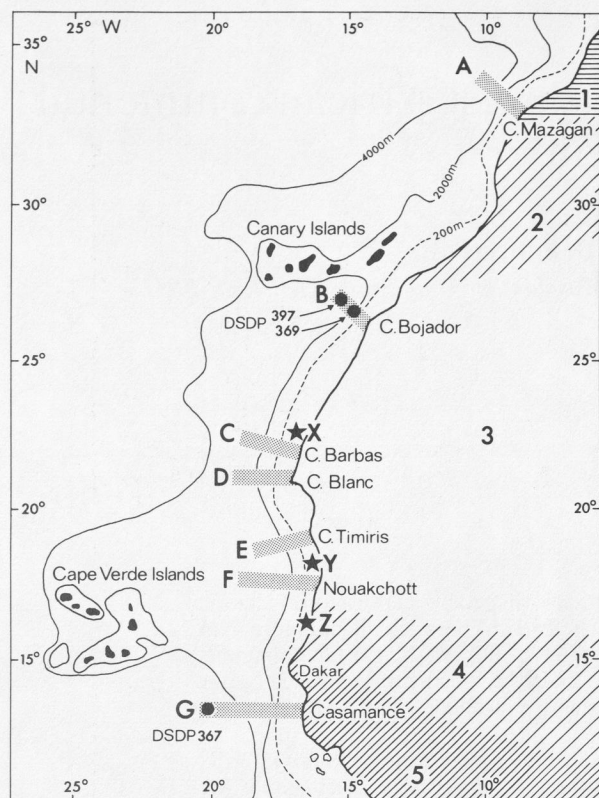 25° W 20° 15° 10°
35°
N
A
1
C. Mazagan
4000m
2000m
200m
30° 30°
2
Canary Islands
B
DSDP 397
369
C. Bojador
25° 25°
C X
3
C. Barbas
D
C. Blanc
20° 20°
E
C. Timiris
Y
F
Cape Verde Islands
Nouakchott
Z
15° 15°
Dakar
4
G
Casamance
DSDP 367
5
25° 20° 15° 10°